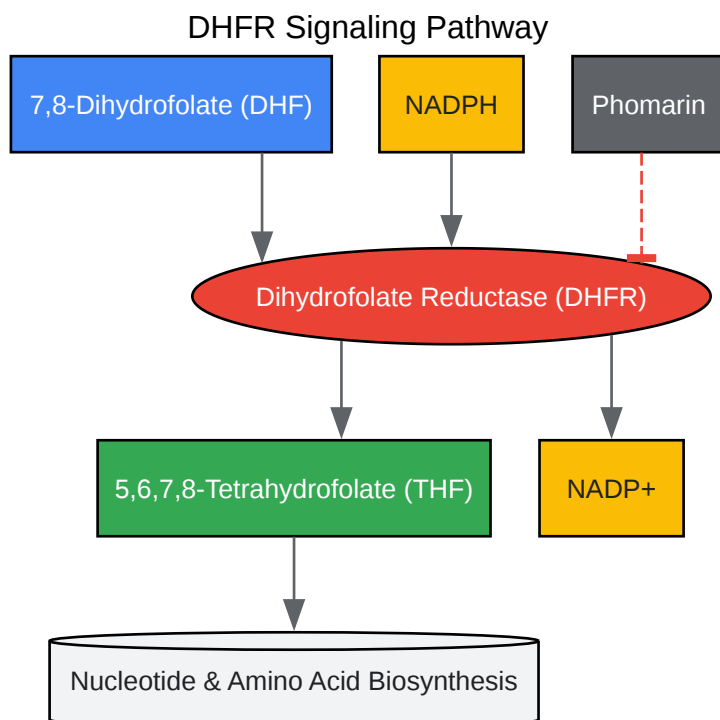 DHFR Signaling Pathway
7,8-Dihydrofolate (DHF)
NADPH
Phomarin
Dihydrofolate Reductase (DHFR)
5,6,7,8-Tetrahydrofolate (THF)
NADP+
Nucleotide & Amino Acid Biosynthesis